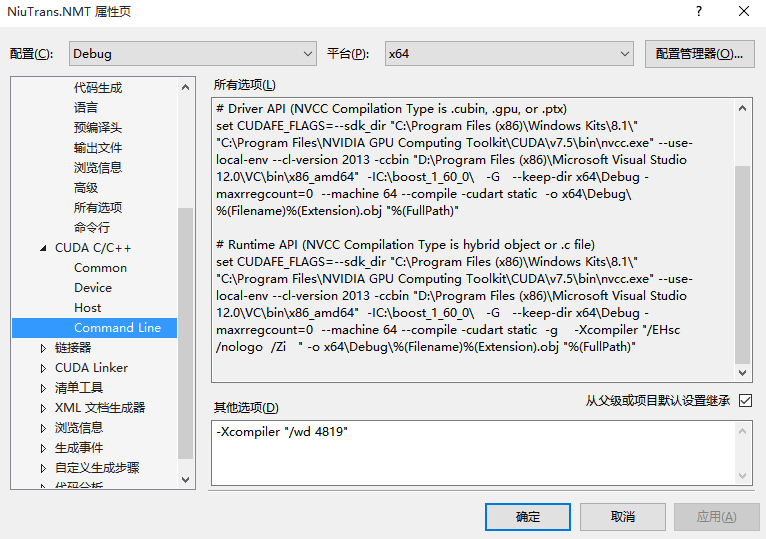 NiuTrans.NMT 属性页
?
配置(C):
Debug
平台(P):
x64
配置管理器(O)...
代码生成
语言
预编译头
输出文件
浏览信息
高级
所有选项
命令行
CUDA C/C++
Common
Device
Host
Command Line
链接器
CUDA Linker
清单工具
XML 文档生成器
浏览信息
生成事件
自定义生成步骤
代码分析
所有选项(L)
# Driver API (NVCC Compilation Type is .cubin, .gpu, or .ptx)
set CUDAFE_FLAGS=--sdk_dir "C:\Program Files (x86)\Windows Kits\8.1\"
"C:\Program Files\NVIDIA GPU Computing Toolkit\CUDA\v7.5\bin\nvcc.exe" --use-
local-env --cl-version 2013 -ccbin "D:\Program Files (x86)\Microsoft Visual Studio
12.0\VC\bin\x86_amd64" -IC:\boost_1_60_0\ -G --keep-dir x64\Debug -
maxrregcount=0 --machine 64 --compile -cudart static -o x64\Debug\
%(Filename)%(Extension).obj "%(FullPath)"
# Runtime API (NVCC Compilation Type is hybrid object or .c file)
set CUDAFE_FLAGS=--sdk_dir "C:\Program Files (x86)\Windows Kits\8.1\"
"C:\Program Files\NVIDIA GPU Computing Toolkit\CUDA\v7.5\bin\nvcc.exe" --use-
local-env --cl-version 2013 -ccbin "D:\Program Files (x86)\Microsoft Visual Studio
12.0\VC\bin\x86_amd64" -IC:\boost_1_60_0\ -G --keep-dir x64\Debug -
maxrregcount=0 --machine 64 --compile -cudart static -g -Xcompiler "/EHsc
/nologo /Zi " -o x64\Debug\%(Filename)%(Extension).obj "%(FullPath)"
从父级或项目默认设置继承
其他选项(D)
-Xcompiler "/wd 4819"
确定
取消
应用(A)